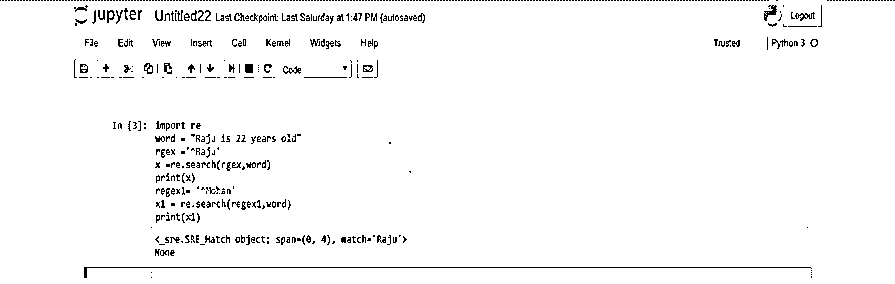 jupyter Untitled22 Last Checkpoint: Last Saturday at 1:47 PM (autosaved) Logout
File Edit View Insert Cell Kernel Widgets Help Trusted Python 3
Code
In [3]: import re
word = "Raju is 22 years old"
rgex ='^Raju'
x =re.search(rgex,word)
print(x)
regex1= '^Mohan'
x1 = re.search(regex1,word)
print(x1)
<_sre.SRE_Match object; span=(0, 4), match='Raju'>
None